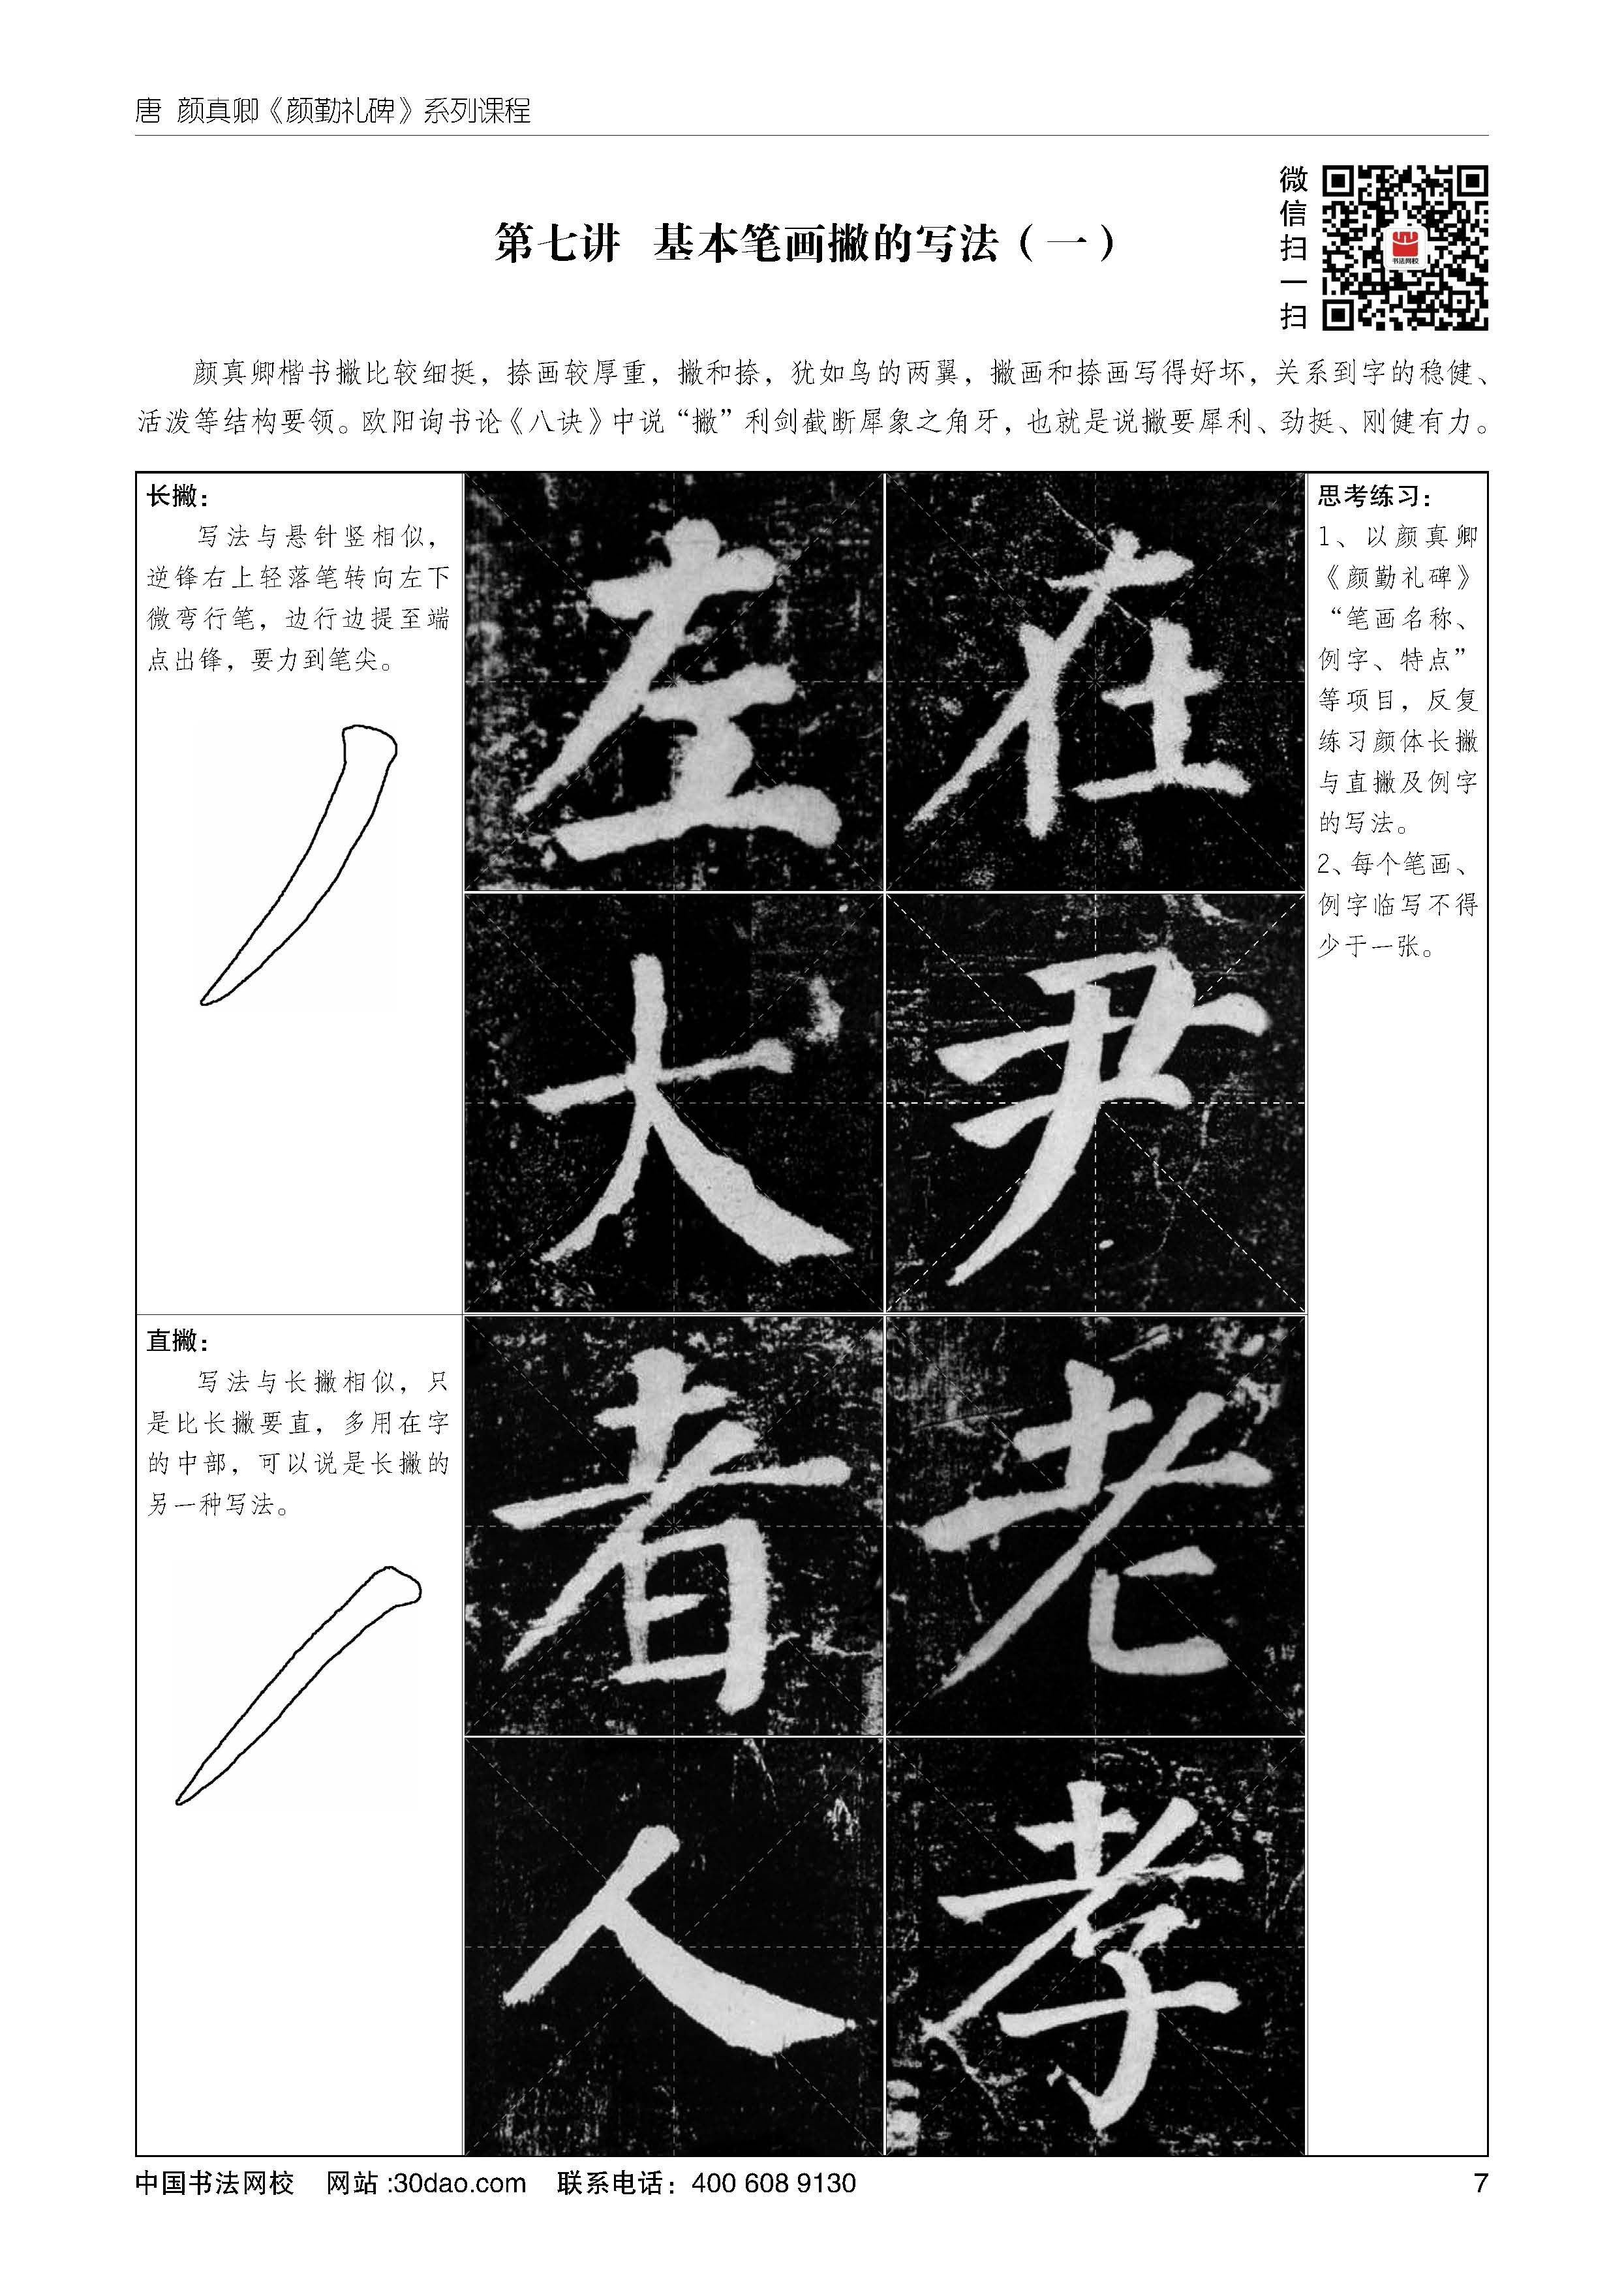 唐 颜真卿《颜勤礼碑》系列课程
微信扫一扫
书法网校
第七讲 基本笔画撇的写法（一）
颜真卿楷书撇比较细挺，捺画较厚重，撇和捺，犹如鸟的两翼，撇画和捺画写得好坏，关系到字的稳健、
活泼等结构要领。欧阳询书论《八诀》中说“撇”利剑截断犀象之角牙，也就是说撇要犀利、劲挺、刚健有力。
长撇：
写法与悬针竖相似，
逆锋右上轻落笔转向左下
微弯行笔，边行边提至端
点出锋，要力到笔尖。
左 在
大 尹
直撇：
写法与长撇相似，只
是比长撇要直，多用在字
的中部，可以说是长撇的
另一种写法。
者 老
人 孝
思考练习：
1、以颜真卿
《颜勤礼碑》
“笔画名称、
例字、特点”
等项目，反复
练习颜体长撇
与直撇及例字
的写法。
2、每个笔画、
例字临写不得
少于一张。
中国书法网校 网站:30dao.com 联系电话：400 608 9130
7